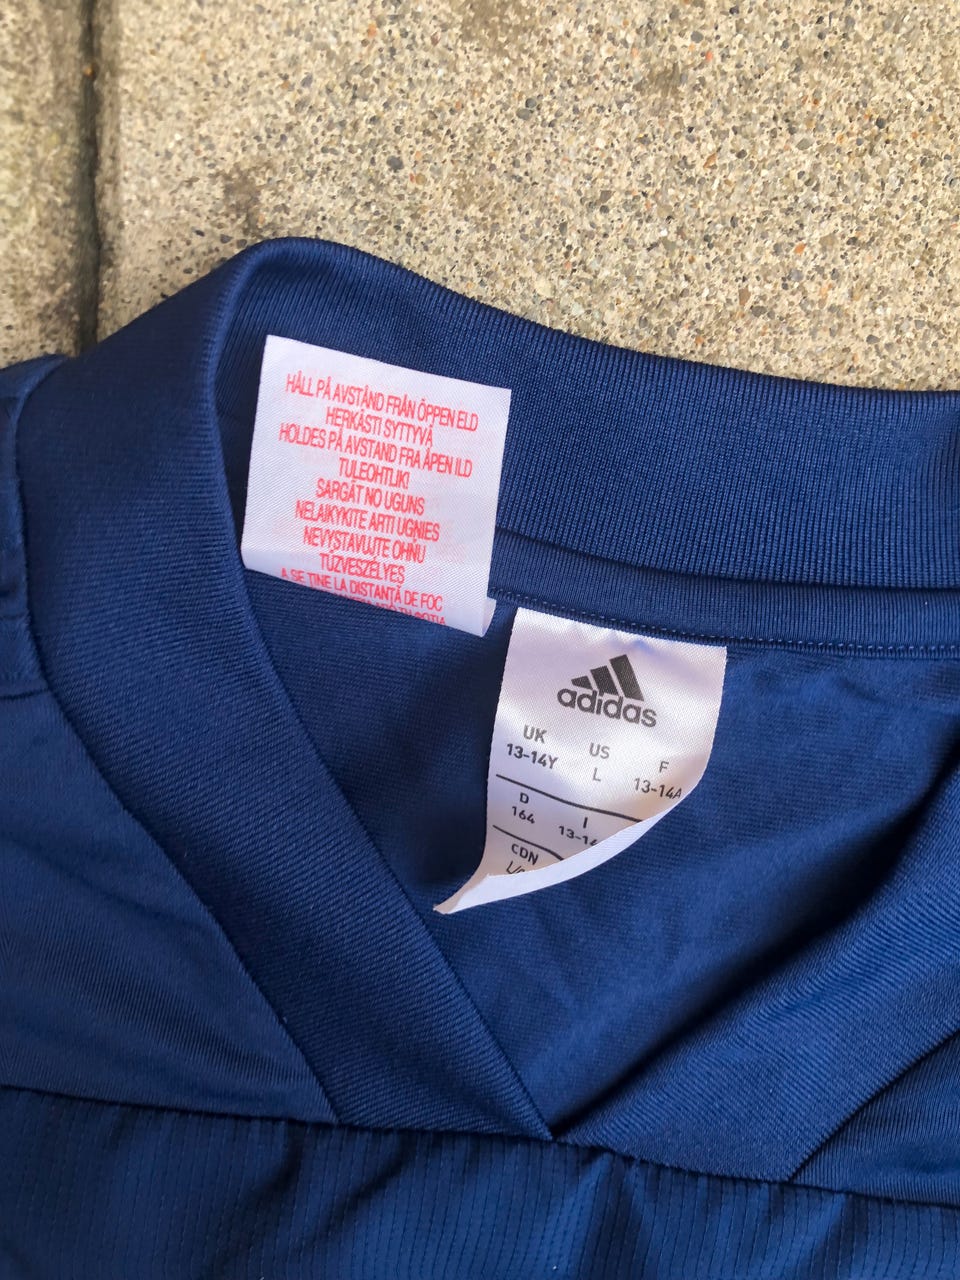 HÅLL PÅ AVSTÅND FRÅN ÖPPEN ELD
HERKÄSTI SYTTYVÄ
HOLDES PÅ AVSTAND FRA ÅPEN ILD
TULEOHTLIK!
SARGĀT NO UGUNS
NELAIKYKITE ARTI UGNIES
NEVYSTAVUJTE OHŇU
TŰZVESZÉLYES
A SE ȚINE LA DISTANȚĂ DE FOC
adidas
UK US F
13-14Y L 13-14A
D I
164 13-14
CDN